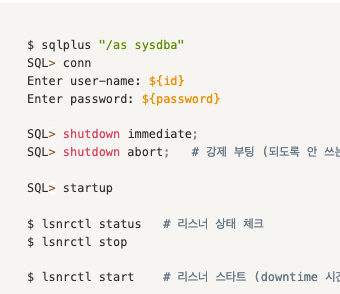 $ sqlplus "/as sysdba"
SQL> conn
Enter user-name: ${id}
Enter password: ${password}
SQL> shutdown immediate;
SQL> shutdown abort;   # 강제 부팅 (되도록 안 쓰는
SQL> startup
$ lsnrctl status   # 리스너 상태 체크
$ lsnrctl stop
$ lsnrctl start    # 리스너 스타트 (downtime 시간